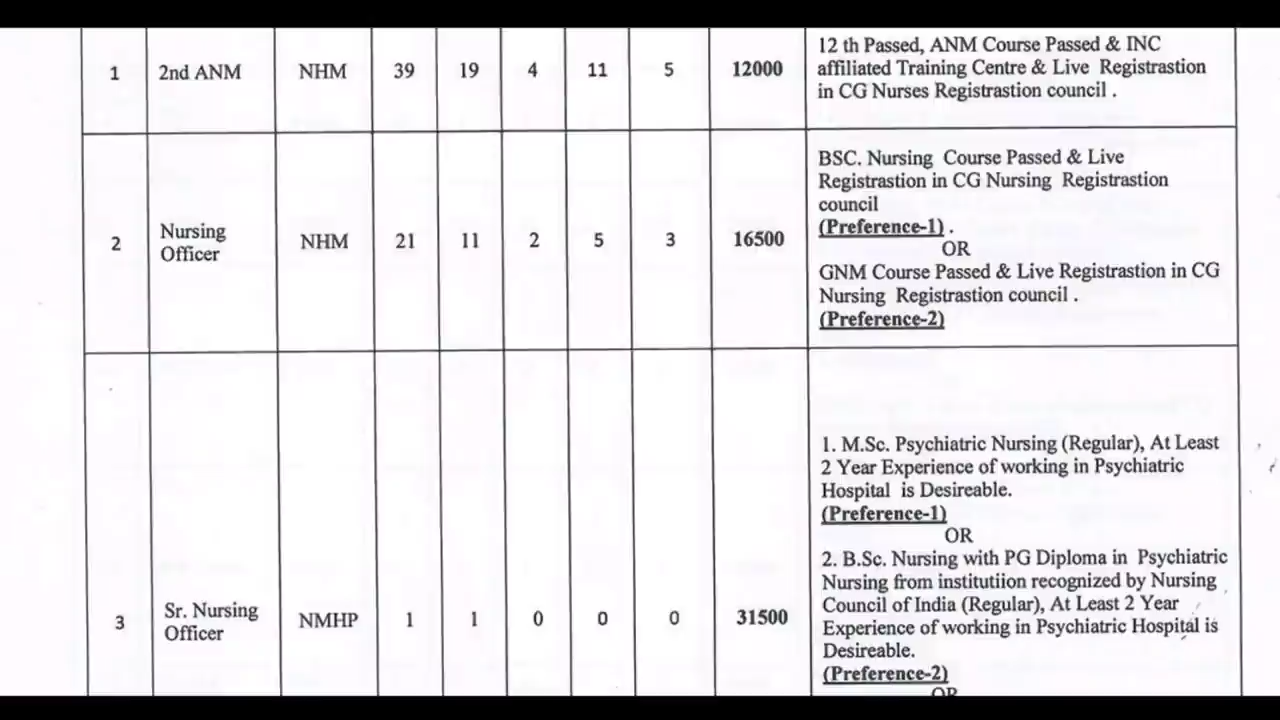 1 2nd ANM NHM 39 19 4 11 5 12000
12 th Passed, ANM Course Passed & INC
affiliated Training Centre & Live Registrastion
in CG Nurses Registrastion council .
2 Nursing Officer NHM 21 11 2 5 3 16500
BSC. Nursing Course Passed & Live
Registrastion in CG Nursing Registrastion
council
(Preference-1) .
OR
GNM Course Passed & Live Registrastion in CG
Nursing Registrastion council .
(Preference-2)
3 Sr. Nursing Officer NMHP 1 1 0 0 0 31500
1. M.Sc. Psychiatric Nursing (Regular), At Least
2 Year Experience of working in Psychiatric
Hospital is Desireable.
(Preference-1)
OR
2. B.Sc. Nursing with PG Diploma in Psychiatric
Nursing from institutiion recognized by Nursing
Council of India (Regular), At Least 2 Year
Experience of working in Psychiatric Hospital is
Desireable.
(Preference-2)
OR